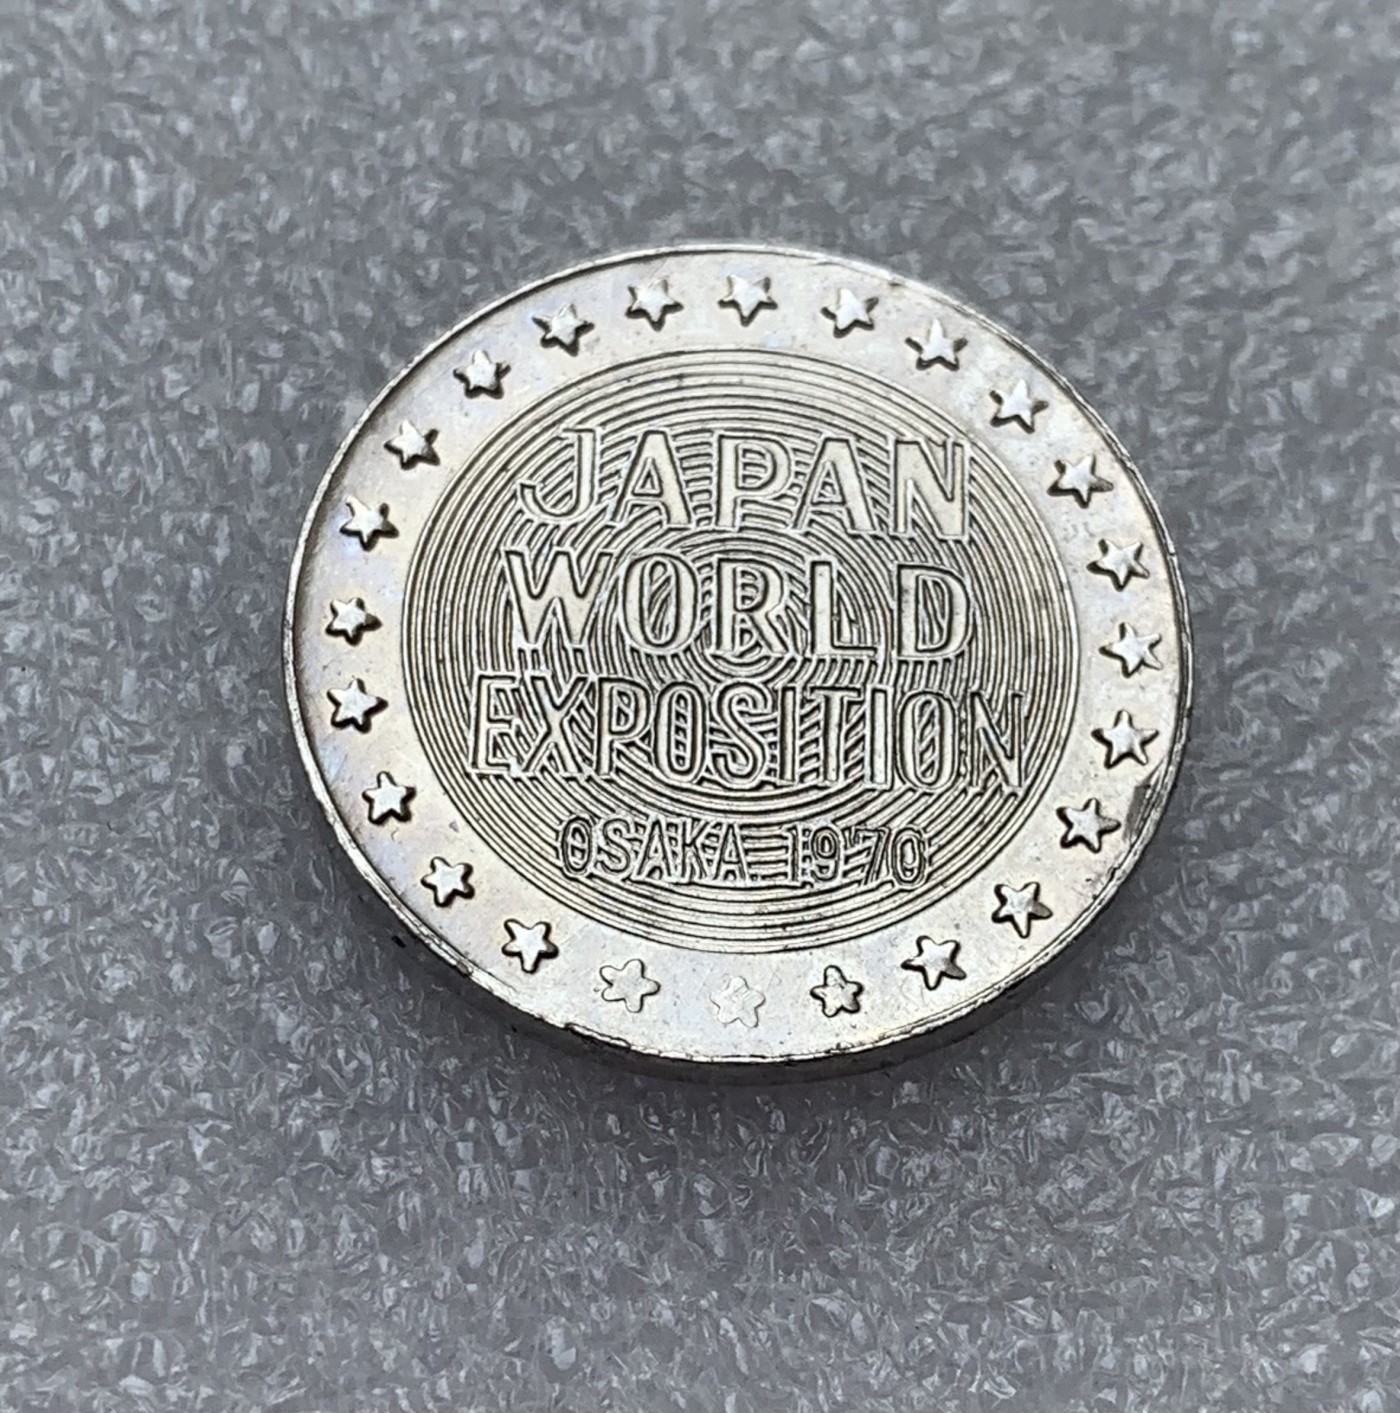 JAPAN
WORLD
EXPOSITION
OSAKA 1970